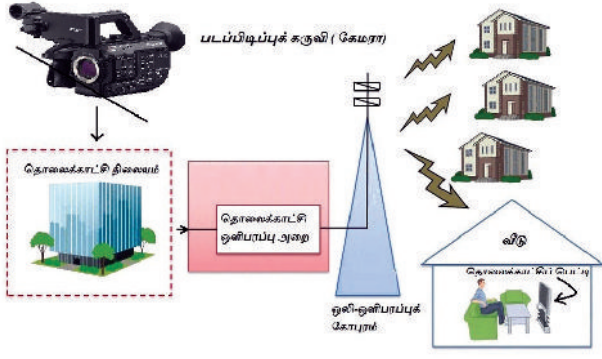 படப்பிடிப்புக் கருவி ( கேமரா)
தொலைக்காட்சி நிலையம்
தொலைக்காட்சி
ஒளிபரப்பு அறை
ஒலி-ஒளிபரப்புக்
கோபுரம்
வீடு
தொலைக்காட்சிப் பெட்டி